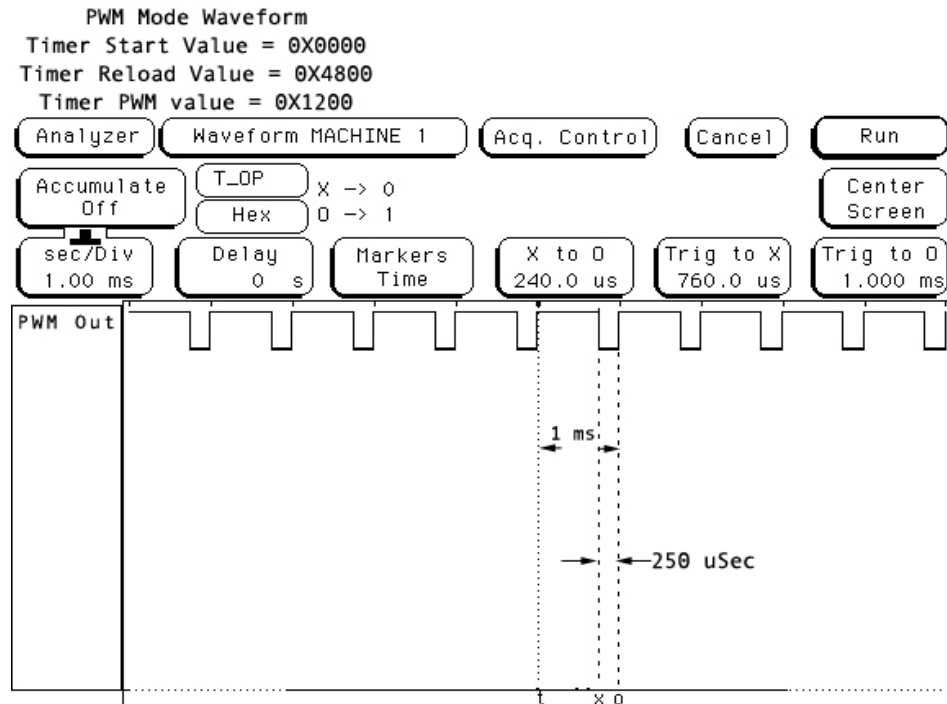 PWM Mode Waveform
Timer Start Value = 0X0000
Timer Reload Value = 0X4800
Timer PWM value = 0X1200
Analyzer Waveform MACHINE 1 Acq. Control Cancel Run
Accumulate Off
T_OP X -> 0
Hex O -> 1
Center Screen
sec/Div 1.00 ms
Delay 0 s
Markers Time
X to O 240.0 us
Trig to X 760.0 us
Trig to O 1.000 ms
PWM Out
1 ms
250 uSec
t X O